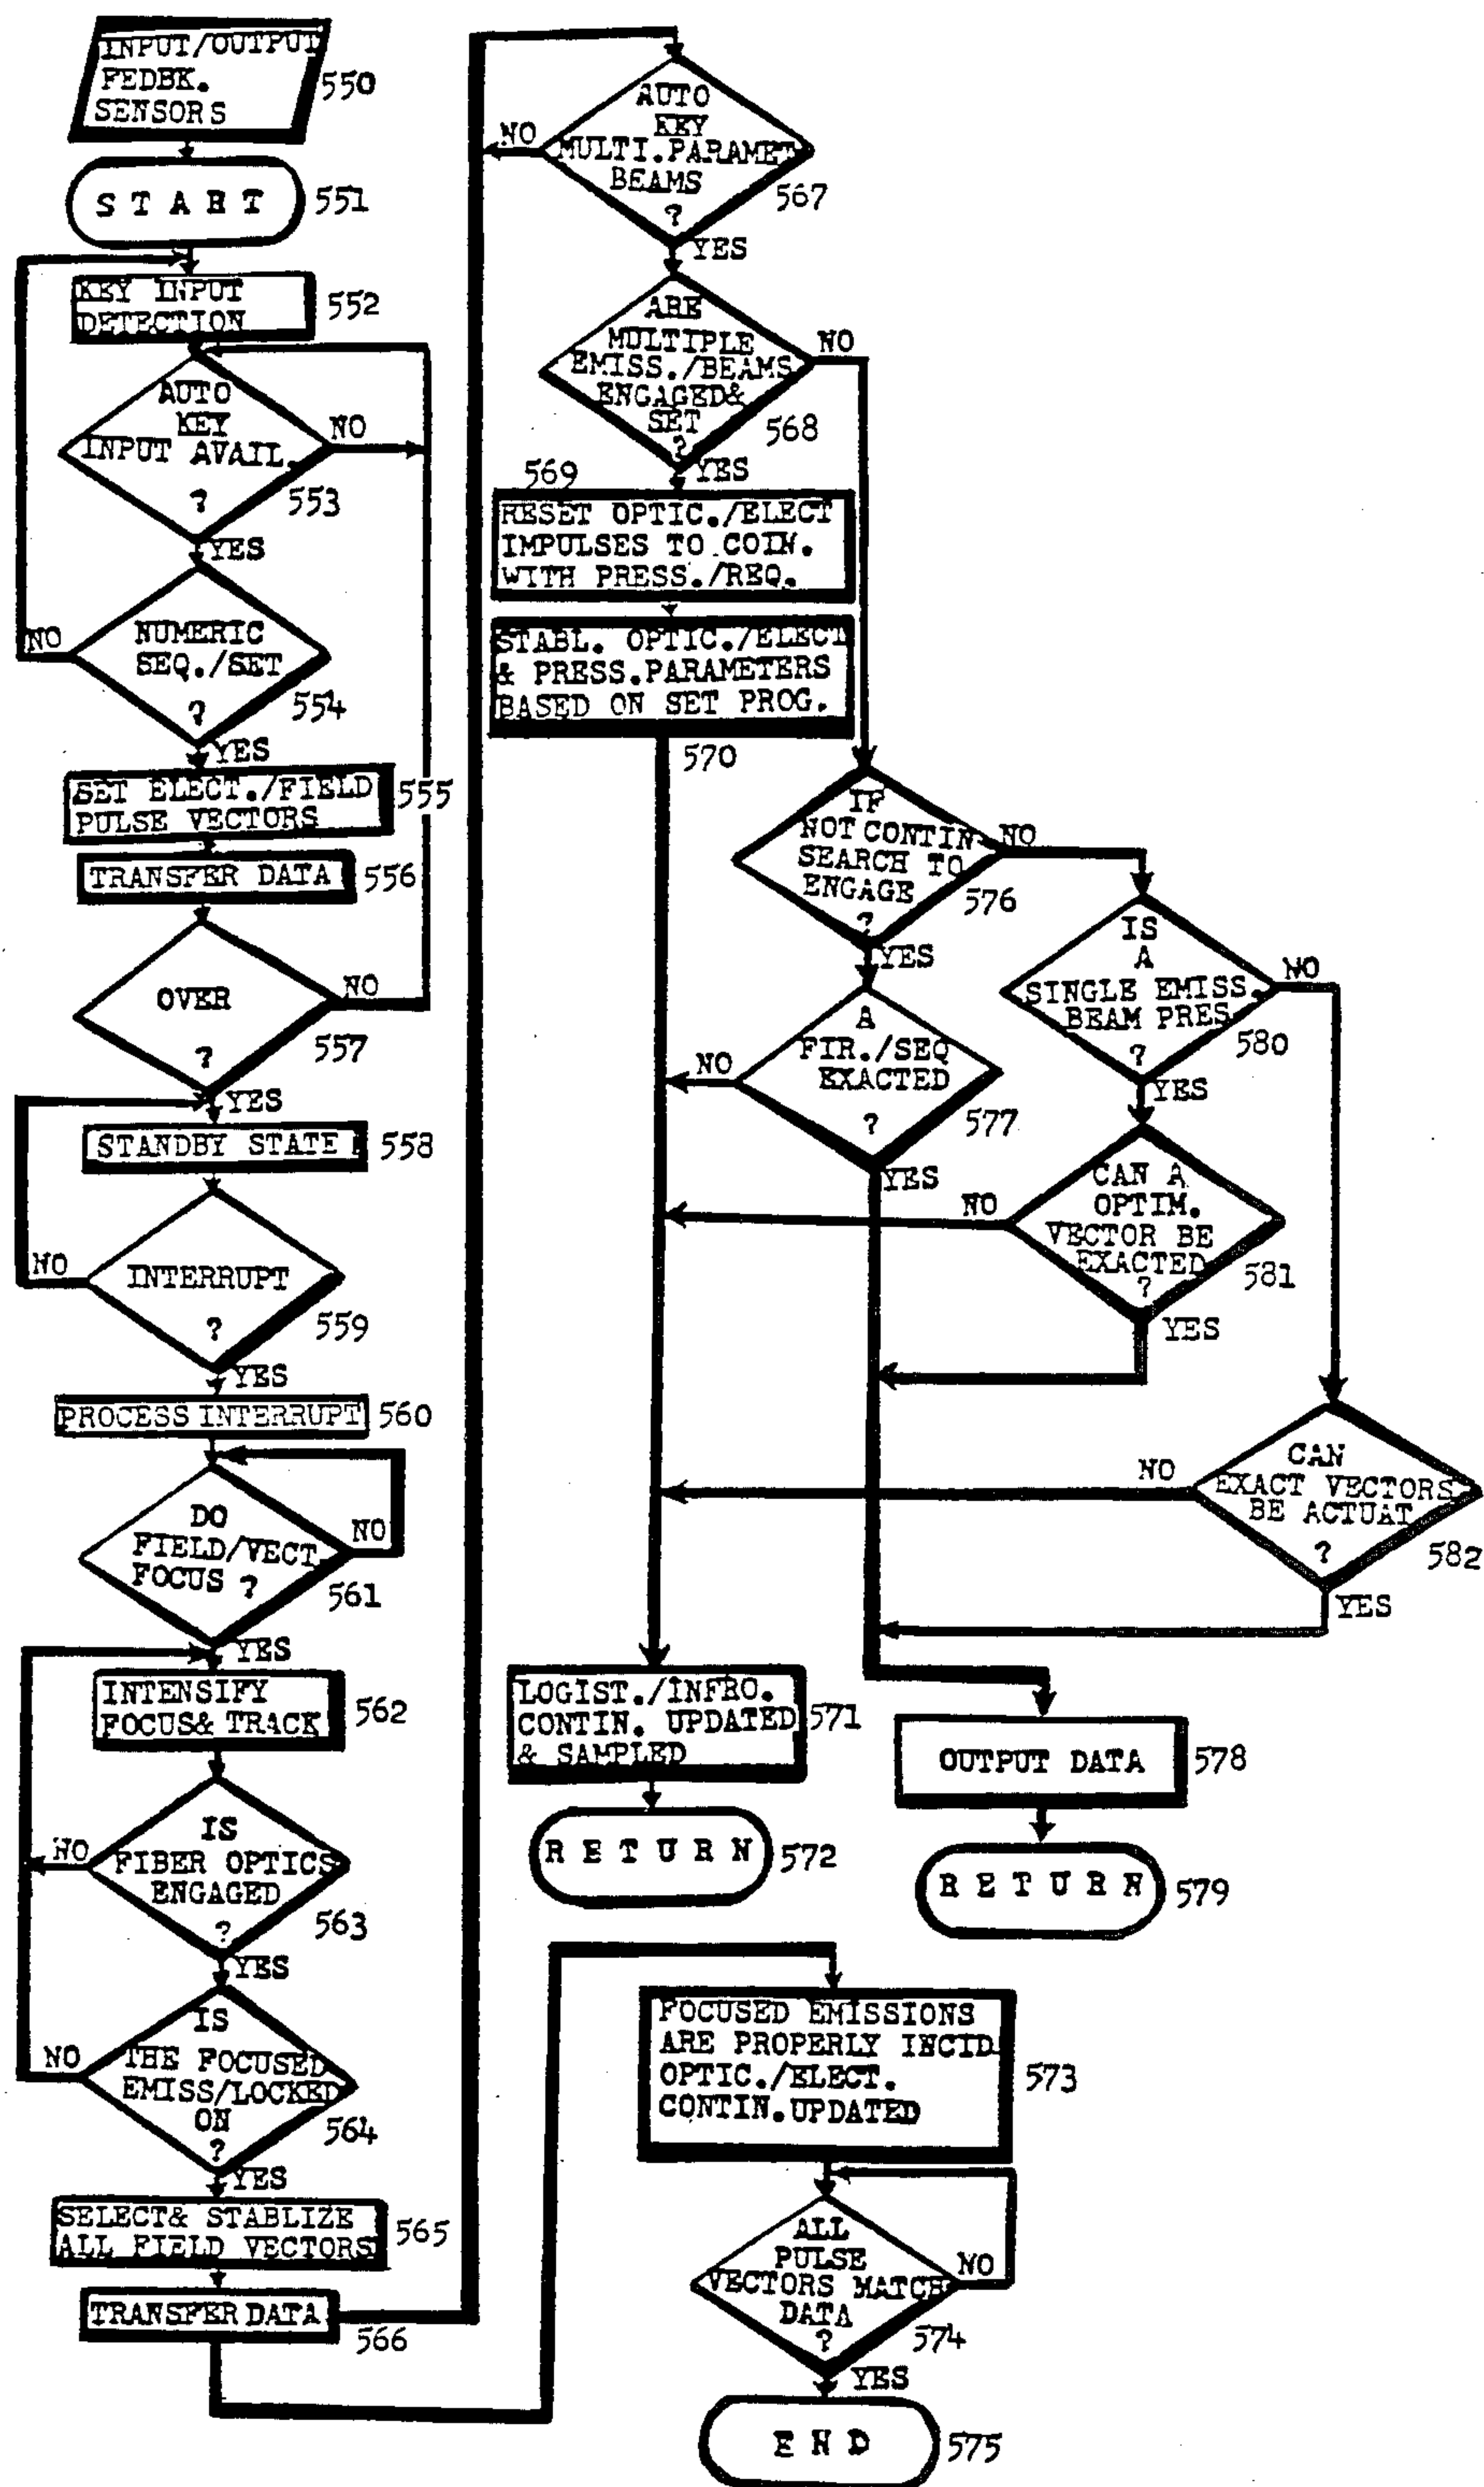 INPUT/OUTPUT
FEDBK.
SENSORS
550
START
551
KEY INPUT
DETECTION
552
AUTO
KEY
INPUT AVAIL.
?
553
NO
YES
NUMERIC
SEQ./SET
?
554
NO
YES
SET ELECT./FIELD
PULSE VECTORS
555
TRANSFER DATA
556
OVER
?
557
NO
YES
STANDBY STATE
558
INTERRUPT
?
559
NO
YES
PROCESS INTERRUPT
560
DO
FIELD/VECT.
FOCUS ?
561
NO
YES
INTENSIFY
FOCUS& TRACK
562
IS
FIBER OPTICS
ENGAGED
?
563
NO
YES
IS
THE FOCUSED
EMISS/LOCKED
ON
?
564
NO
YES
SELECT& STABLIZE
ALL FIELD VECTORS
565
TRANSFER DATA
566
AUTO
KEY
MULTI.PARAMET
BEAMS
?
567
NO
YES
ARE
MULTIPLE
EMISS./BEAMS
ENGAGED&
SET
?
568
NO
YES
569
RESET OPTIC./ELECT
IMPULSES TO COIN.
WITH PRESS./REQ.
STABL. OPTIC./ELECT
& PRESS.PARAMETERS
BASED ON SET PROG.
570
IF
NOT CONTIN
SEARCH TO
ENGAGE
?
576
NO
YES
A
FIR./SEQ
EXACTED
?
577
NO
YES
IS
A
SINGLE EMISS.
BEAM PRES.
?
580
NO
YES
CAN A
OPTIM.
VECTOR BE
EXACTED
?
581
NO
YES
CAN
EXACT VECTORS
BE ACTUAT
?
582
NO
YES
LOGIST./INFRO.
CONTIN. UPDATED
& SAMPLED
571
RETURN
572
OUTPUT DATA
578
RETURN
579
FOCUSED EMISSIONS
ARE PROPERLY INCID.
OPTIC./ELECT.
CONTIN.UPDATED
573
ALL
PULSE
VECTORS MATCH
DATA
?
574
NO
YES
END
575